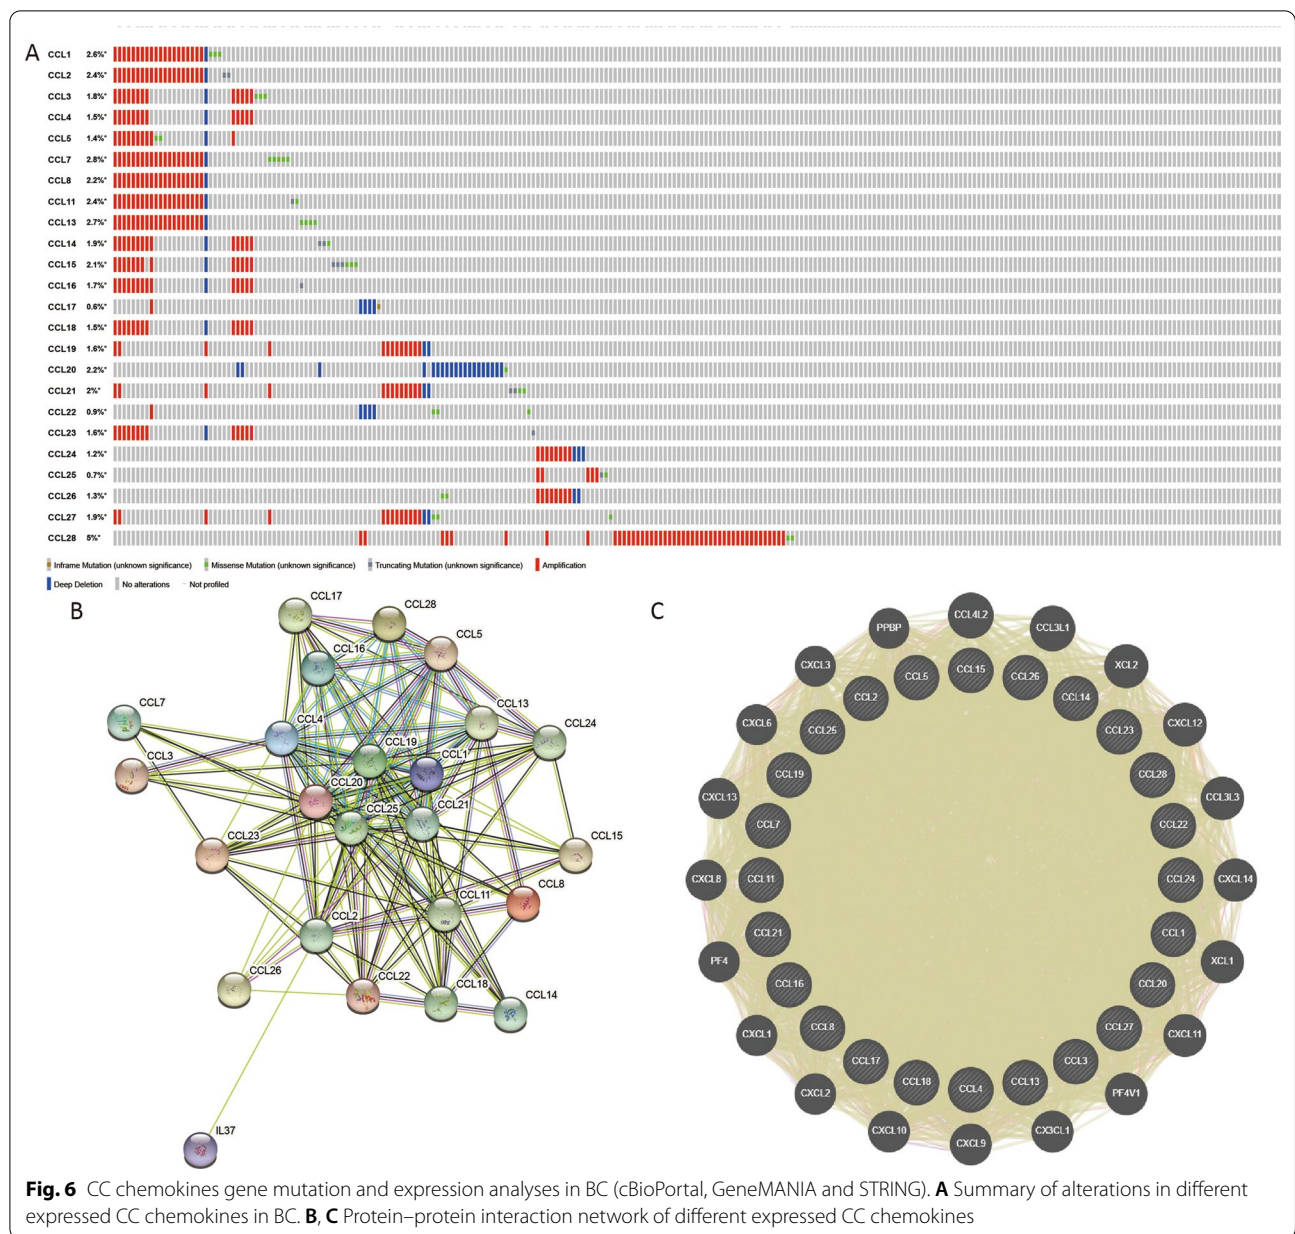 A
CCL1 2.6%*
CCL2 2.4%*
CCL3 1.8%*
CCL4 1.5%*
CCL5 1.4%*
CCL7 2.8%*
CCL8 2.2%*
CCL11 2.4%*
CCL13 2.7%*
CCL14 1.9%*
CCL15 2.1%*
CCL16 1.7%*
CCL17 0.6%*
CCL18 1.5%*
CCL19 1.6%*
CCL20 2.2%*
CCL21 2%*
CCL22 0.9%*
CCL23 1.6%*
CCL24 1.2%*
CCL25 0.7%*
CCL26 1.3%*
CCL27 1.9%*
CCL28 5%*
Inframe Mutation (unknown significance) Missense Mutation (unknown significance) Truncating Mutation (unknown significance) Amplification
Deep Deletion No alterations Not profiled
B
CCL17
CCL28
CCL5
CCL16
CCL7
CCL4
CCL13
CCL24
CCL3
CCL19
CCL1
CCL20
CCL25
CCL21
CCL23
CCL15
CCL8
CCL11
CCL2
CCL26
CCL22
CCL18
CCL14
IL37
C
CCL4L2
PPBP
CCL3L1
CXCL3
XCL2
CCL5
CCL15
CCL26
CCL2
CCL14
CXCL6
CXCL12
CCL25
CCL23
CCL19
CCL28
CXCL13
CCL3L3
CCL7
CCL22
CXCL8
CCL11
CCL24
CXCL14
CCL21
CCL1
PF4
XCL1
CCL16
CCL20
CXCL1
CCL8
CCL27
CXCL11
CCL17
CCL3
CCL18
CCL4
CCL13
CXCL2
PF4V1
CXCL10
CXCL9
CX3CL1
Fig. 6 CC chemokines gene mutation and expression analyses in BC (cBioPortal, GeneMANIA and STRING). A Summary of alterations in different
expressed CC chemokines in BC. B, C Protein–protein interaction network of different expressed CC chemokines